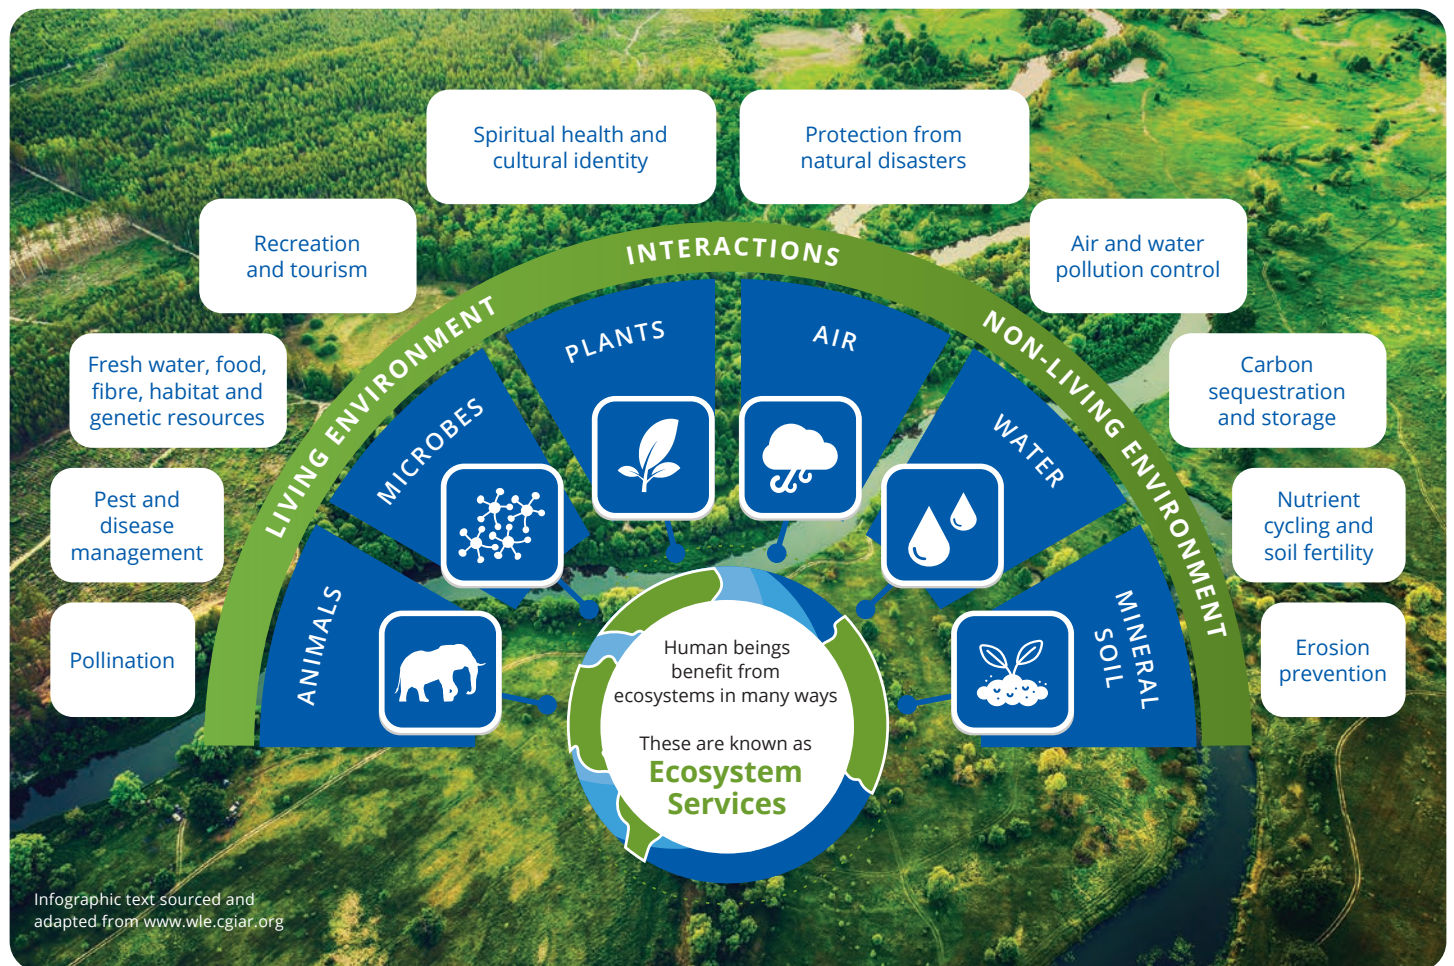 Spiritual health and
cultural identity
Protection from
natural disasters
Recreation
and tourism
Air and water
pollution control
Fresh water, food,
fibre, habitat and
genetic resources
Carbon
sequestration
and storage
Pest and
disease
management
Nutrient
cycling and
soil fertility
Pollination
Erosion
prevention
LIVING ENVIRONMENT
INTERACTIONS
NON-LIVING ENVIRONMENT
ANIMALS
MICROBES
PLANTS
AIR
WATER
MINERAL
SOIL
Human beings
benefit from
ecosystems in many ways
These are known as
Ecosystem
Services
Infographic text sourced and
adapted from www.wle.cgiar.org